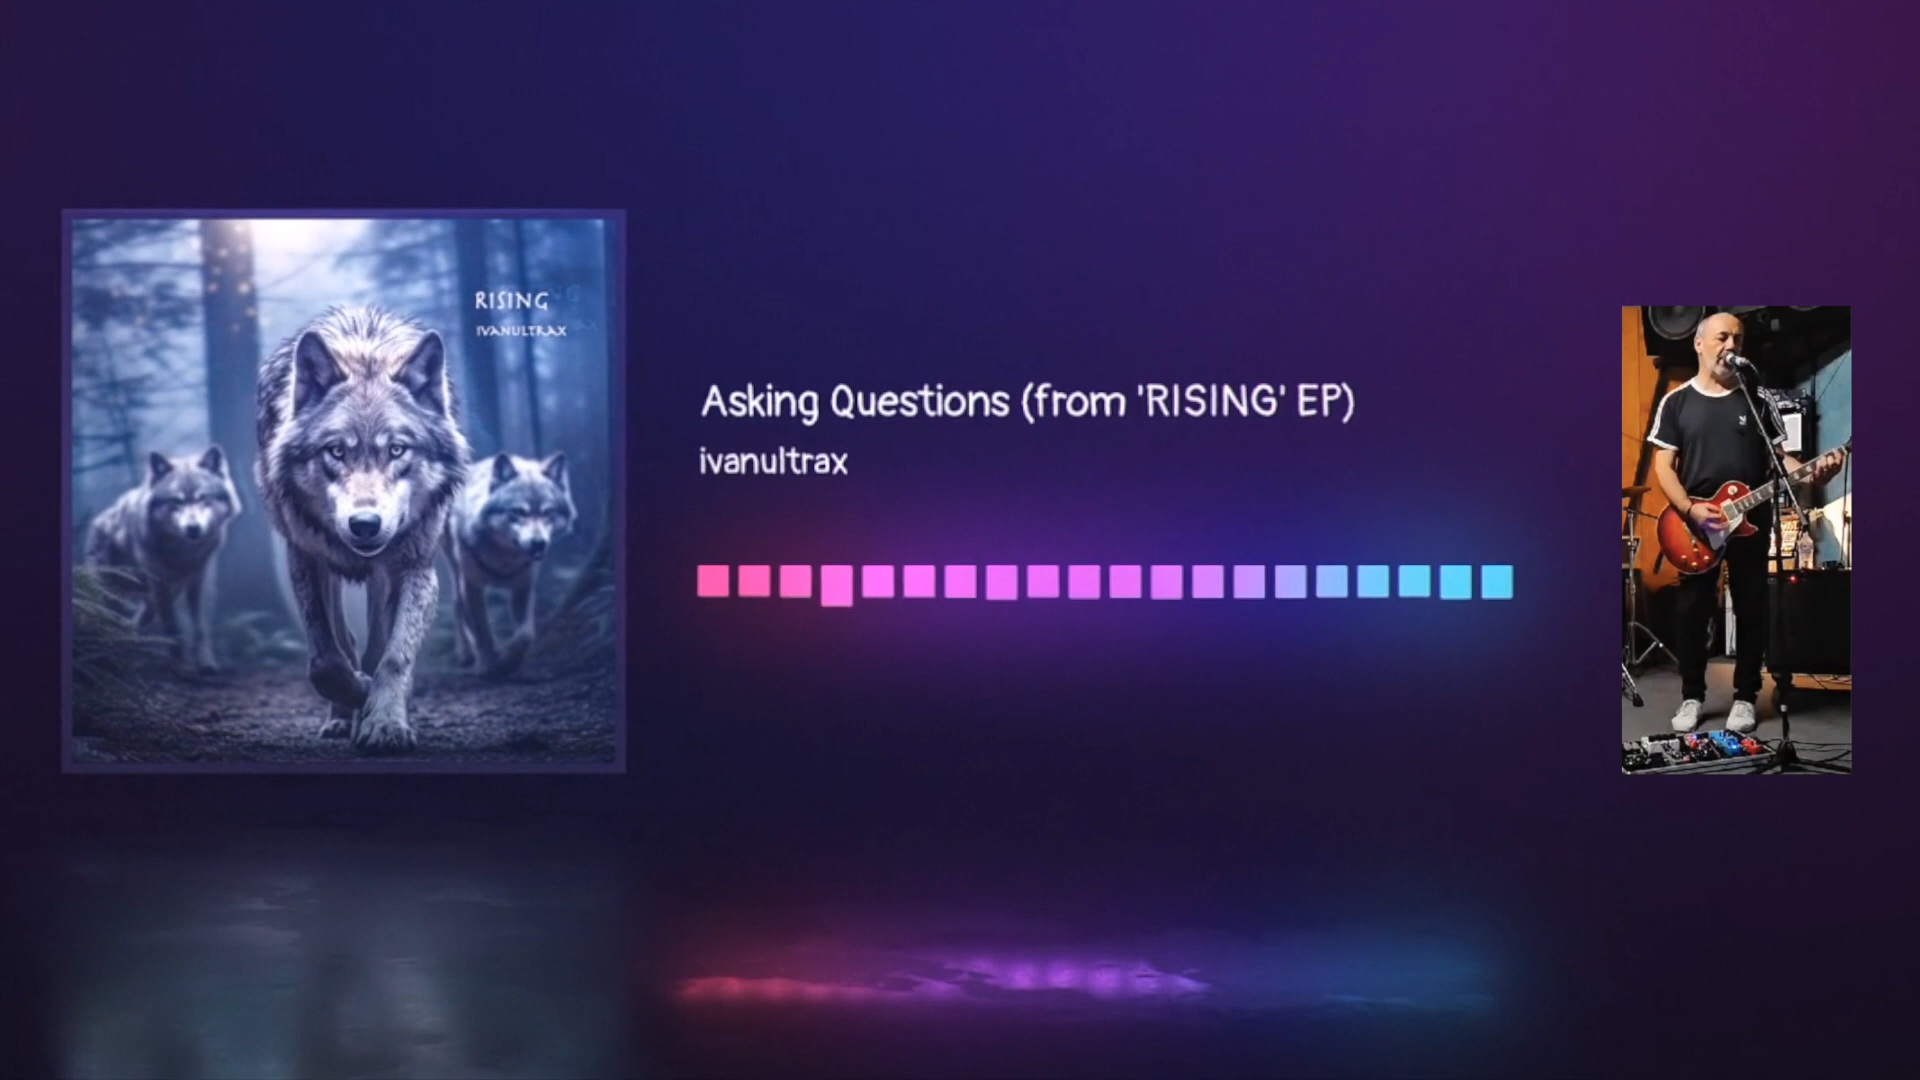 RISING
IVANULTRAX
Asking Questions (from 'RISING' EP)
ivanultrax